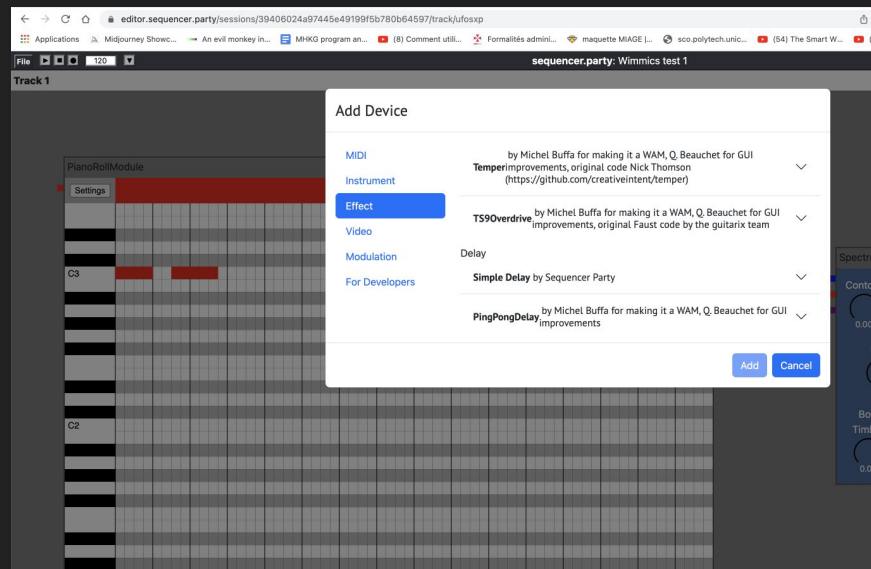 editor.sequencer.party/sessions/39406024a97445e49199f5b780b64597/track/ufosxp
Applications Midjourney Showc... An evil monkey in... MHKG program an... (8) Comment utili... Formalités admini... maquette MIAGE |... sco.polytech.unic... (54) The Smart W...
File 120 sequencer.party: Wimmics test 1
Track 1
Add Device
MIDI
Instrument
Effect
Video
Modulation
For Developers
Temper by Michel Buffa for making it a WAM, Q. Beauchet for GUI
improvements, original code Nick Thomson
(https://github.com/creativeintent/temper)
TS9Overdrive by Michel Buffa for making it a WAM, Q. Beauchet for GUI
improvements, original Faust code by the guitarix team
Delay
Simple Delay by Sequencer Party
PingPongDelay by Michel Buffa for making it a WAM, Q. Beauchet for GUI
improvements
Add Cancel
PianoRollModule
Settings
C3
C2
Spectr
Conto
0.00
Bo
Timb
0.0